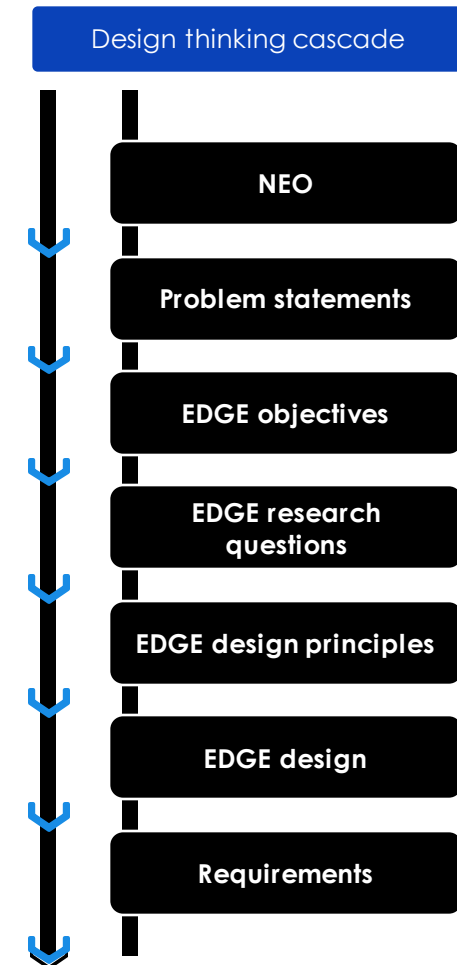 Design thinking cascade
NEO
Problem statements
EDGE objectives
EDGE research
questions
EDGE design principles
EDGE design
Requirements